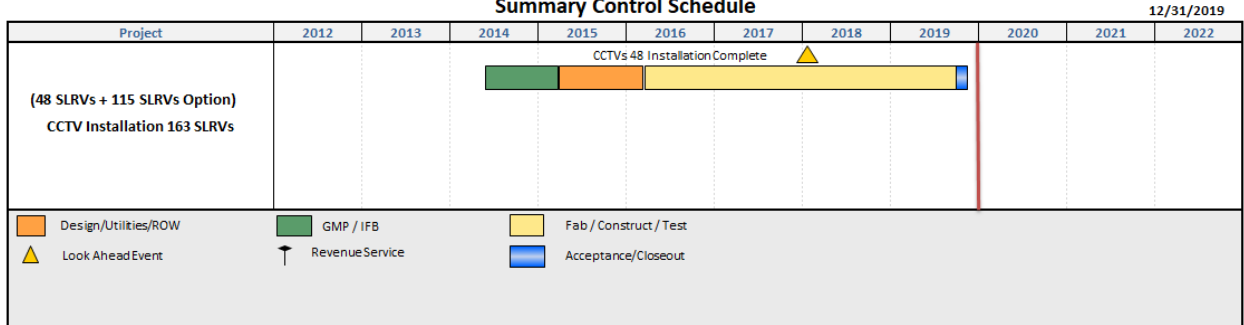 Summary Control Schedule
12/31/2019
Project 2012 2013 2014 2015 2016 2017 2018 2019 2020 2021 2022
CCTVs 48 Installation Complete
(48 SLRVs + 115 SLRVs Option)
CCTV Installation 163 SLRVs
Design/Utilities/ROW GMP / IFB Fab / Construct / Test
Look Ahead Event Revenue Service Acceptance/Closeout